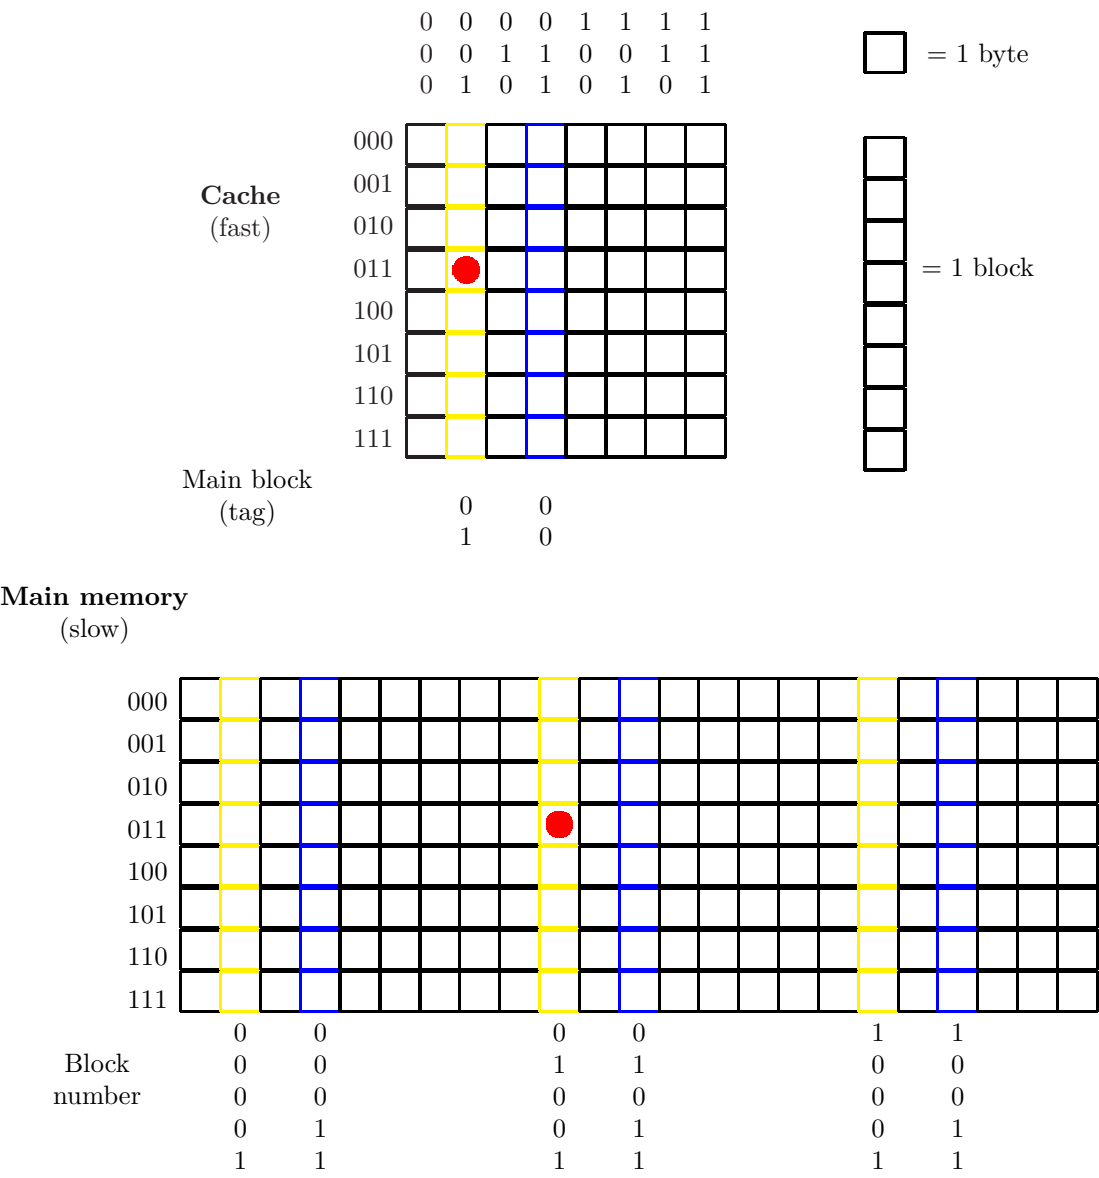 0 0 0 0 1 1 1 1
0 0 1 1 0 0 1 1
0 1 0 1 0 1 0 1
= 1 byte
000
001
010
011
100
101
110
111
Cache
(fast)
= 1 block
Main block
(tag)
0 0
1 0
Main memory
(slow)
000
001
010
011
100
101
110
111
Block
number
0 0 0 0 1 1
0 0 1 1 0 0
0 0 0 0 0 0
0 1 0 1 0 1
1 1 1 1 1 1